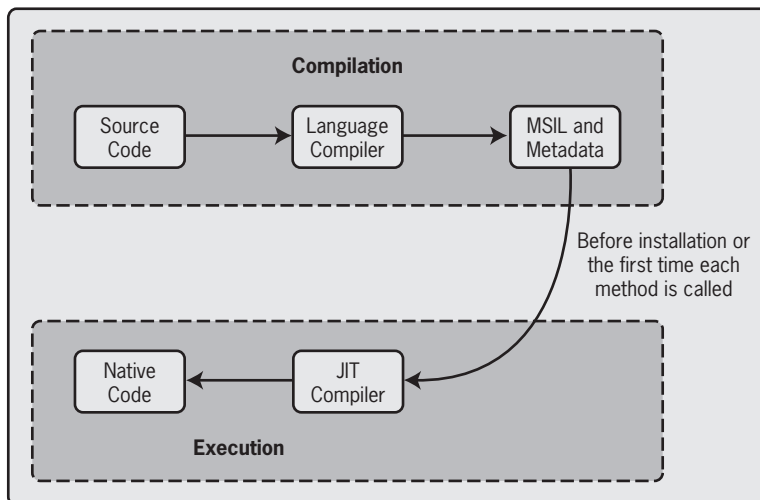 Compilation
Source
Code
Language
Compiler
MSIL and
Metadata
Before installation or
the first time each
method is called
Native
Code
JIT
Compiler
Execution